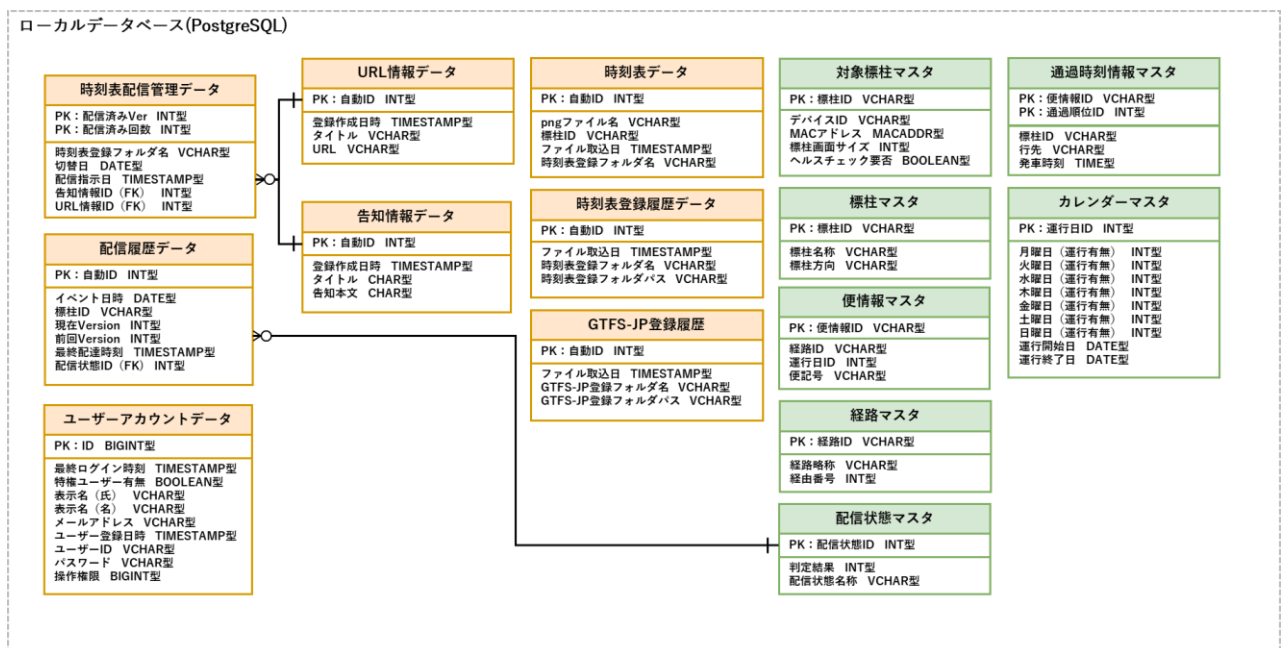 ローカルデータベース(PostgreSQL)
時刻表配信管理データ
PK：配信済みVer INT型
PK：配信済み回数 INT型
時刻表登録フォルダ名 VCHAR型
切替日 DATE型
配信指示日 TIMESTAMP型
告知情報ID（FK） INT型
URL情報ID（FK） INT型
配信履歴データ
PK：自動ID INT型
イベント日時 DATE型
標柱ID VCHAR型
現在Version INT型
前回Version INT型
最終配達時刻 TIMESTAMP型
配信状態ID（FK） INT型
ユーザーアカウントデータ
PK：ID BIGINT型
最終ログイン時刻 TIMESTAMP型
特権ユーザー有無 BOOLEAN型
表示名（氏） VCHAR型
表示名（名） VCHAR型
メールアドレス VCHAR型
ユーザー登録日時 TIMESTAMP型
ユーザーID VCHAR型
パスワード VCHAR型
操作権限 BIGINT型
URL情報データ
PK：自動ID INT型
登録作成日時 TIMESTAMP型
タイトル VCHAR型
URL VCHAR型
告知情報データ
PK：自動ID INT型
登録作成日時 TIMESTAMP型
タイトル CHAR型
告知本文 CHAR型
時刻表データ
PK：自動ID INT型
pngファイル名 VCHAR型
標柱ID VCHAR型
ファイル取込日 TIMESTAMP型
時刻表登録フォルダ名 VCHAR型
時刻表登録履歴データ
PK：自動ID INT型
ファイル取込日 TIMESTAMP型
時刻表登録フォルダ名 VCHAR型
時刻表登録フォルダパス VCHAR型
GTFS-JP登録履歴
PK：自動ID INT型
ファイル取込日 TIMESTAMP型
GTFS-JP登録フォルダ名 VCHAR型
GTFS-JP登録フォルダパス VCHAR型
対象標柱マスタ
PK：標柱ID VCHAR型
デバイスID VCHAR型
MACアドレス MACADDR型
標柱画面サイズ INT型
ヘルスチェック要否 BOOLEAN型
標柱マスタ
PK：標柱ID VCHAR型
標柱名称 VCHAR型
標柱方向 VCHAR型
便情報マスタ
PK：便情報ID VCHAR型
経路ID VCHAR型
運行日ID INT型
便記号 VCHAR型
経路マスタ
PK：経路ID VCHAR型
経路略称 VCHAR型
経由番号 INT型
配信状態マスタ
PK：配信状態ID INT型
判定結果 INT型
配信状態名称 VCHAR型
通過時刻情報マスタ
PK：便情報ID VCHAR型
PK：通過順位ID INT型
標柱ID VCHAR型
行先 VCHAR型
発車時刻 TIME型
カレンダーマスタ
PK：運行日ID INT型
月曜日（運行有無） INT型
火曜日（運行有無） INT型
水曜日（運行有無） INT型
木曜日（運行有無） INT型
金曜日（運行有無） INT型
土曜日（運行有無） INT型
日曜日（運行有無） INT型
運行開始日 DATE型
運行終了日 DATE型